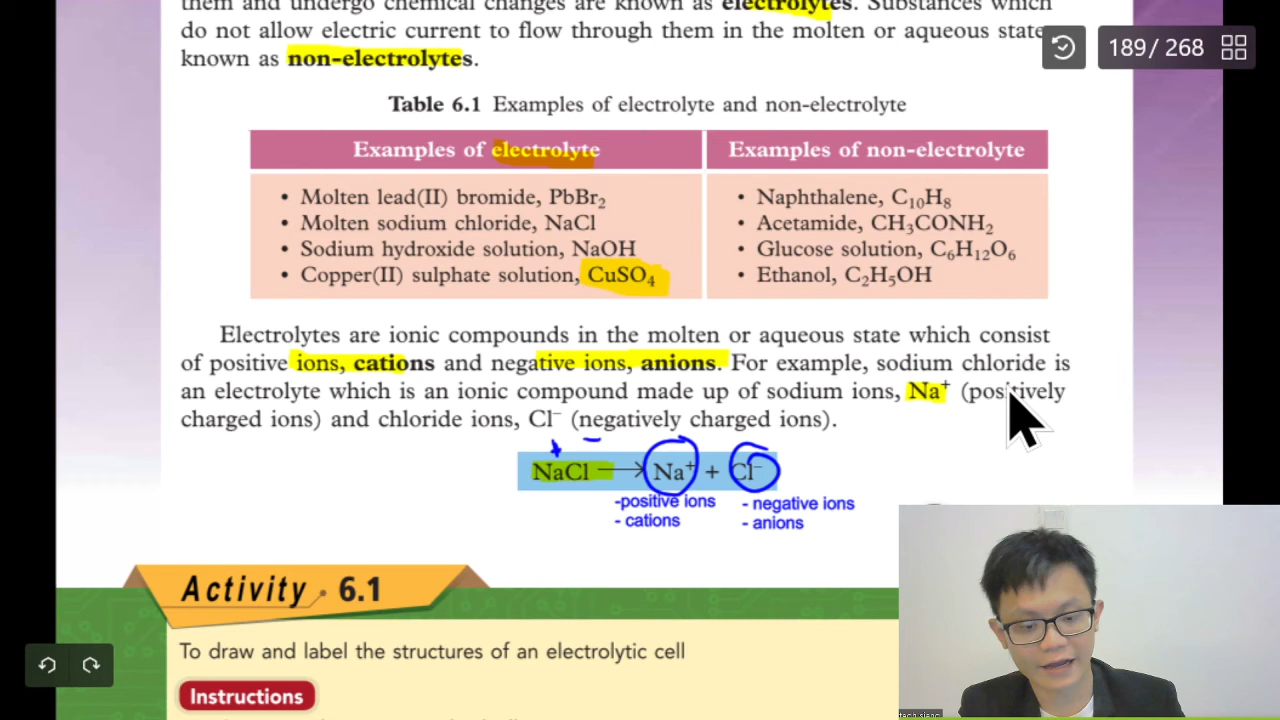 them and undergo chemical changes are known as electrolytes. Substances which
do not allow electric current to flow through them in the molten or aqueous state
known as non-electrolytes.
189/ 268
Table 6.1 Examples of electrolyte and non-electrolyte
Examples of electrolyte
• Molten lead(II) bromide, PbBr₂
• Molten sodium chloride, NaCl
• Sodium hydroxide solution, NaOH
• Copper(II) sulphate solution, CuSO₄
Examples of non-electrolyte
• Naphthalene, C₁₀H₈
• Acetamide, CH₃CONH₂
• Glucose solution, C₆H₁₂O₆
• Ethanol, C₂H₅OH
Electrolytes are ionic compounds in the molten or aqueous state which consist
of positive ions, cations and negative ions, anions. For example, sodium chloride is
an electrolyte which is an ionic compound made up of sodium ions, Na⁺ (positively
charged ions) and chloride ions, Cl⁻ (negatively charged ions).
NaCl ⟶ Na⁺ + Cl⁻
-positive ions
- cations
- negative ions
- anions
Activity 6.1
To draw and label the structures of an electrolytic cell
Instructions